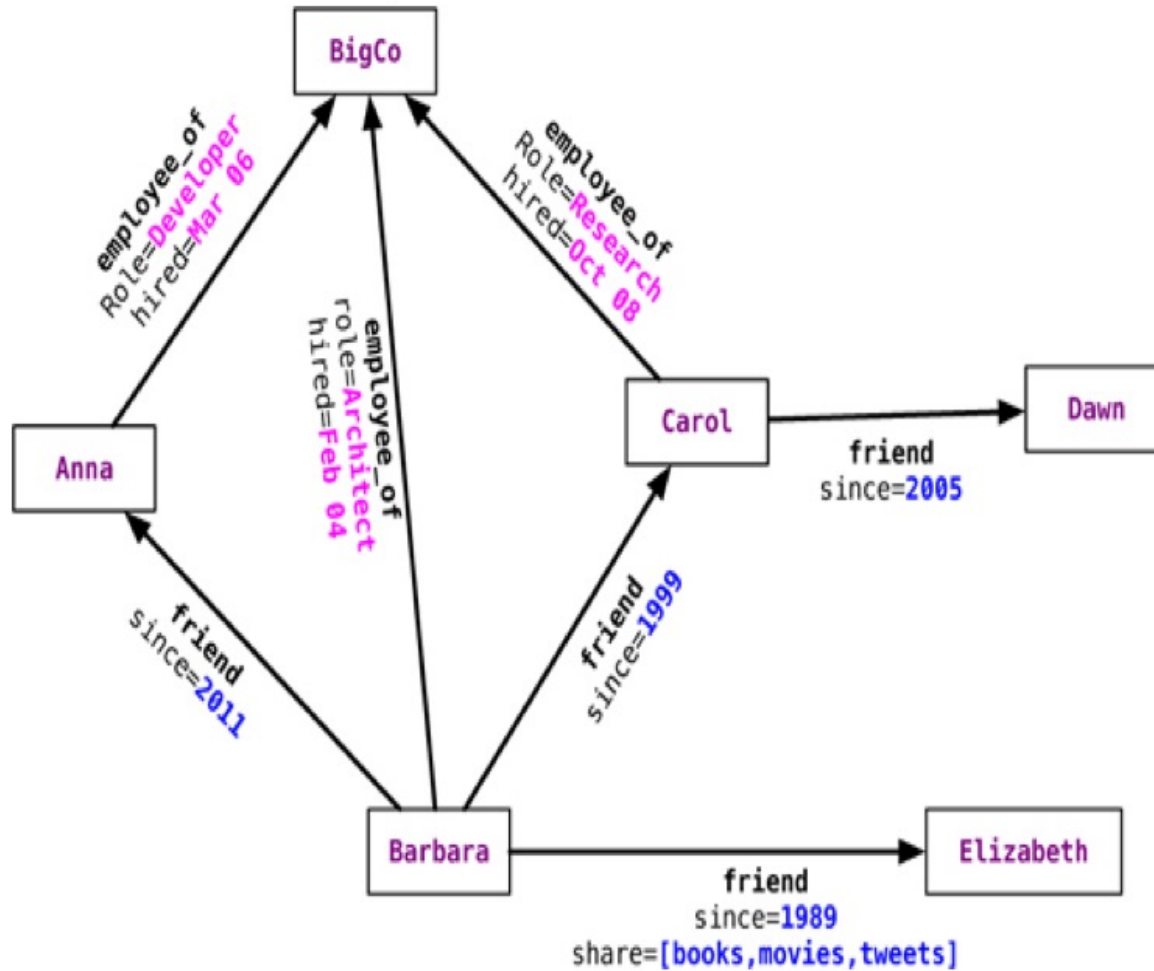 BigCo
employee_of
Role=Developer
hired=Mar 06
employee_of
role=Architect
hired=Feb 04
employee_of
Role=Research
hired=Oct 08
Anna
Carol
Dawn
friend
since=2005
friend
since=2011
friend
since=1999
Barbara
Elizabeth
friend
since=1989
share=[books,movies,tweets]